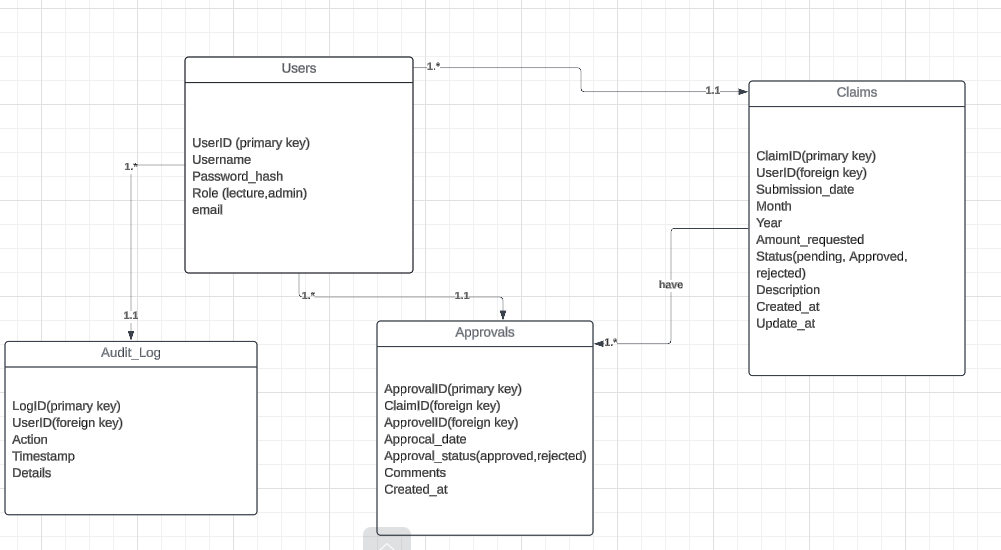 Users
UserID (primary key)
Username
Password_hash
Role (lecture,admin)
email
1.*
1.1
Claims
ClaimID(primary key)
UserID(foreign key)
Submission_date
Month
Year
Amount_requested
Status(pending, Approved,
rejected)
Description
Created_at
Update_at
1.*
1.1
1.*
1.1
have
1.*
Audit_Log
LogID(primary key)
UserID(foreign key)
Action
Timestamp
Details
Approvals
ApprovalID(primary key)
ClaimID(foreign key)
ApprovelID(foreign key)
Approcal_date
Approval_status(approved,rejected)
Comments
Created_at